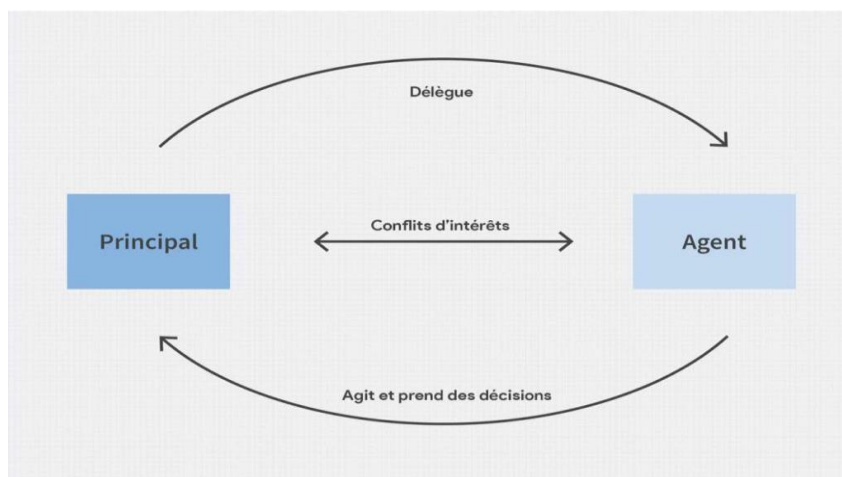 Délègue
Principal
Conflits d'intérêts
Agent
Agit et prend des décisions